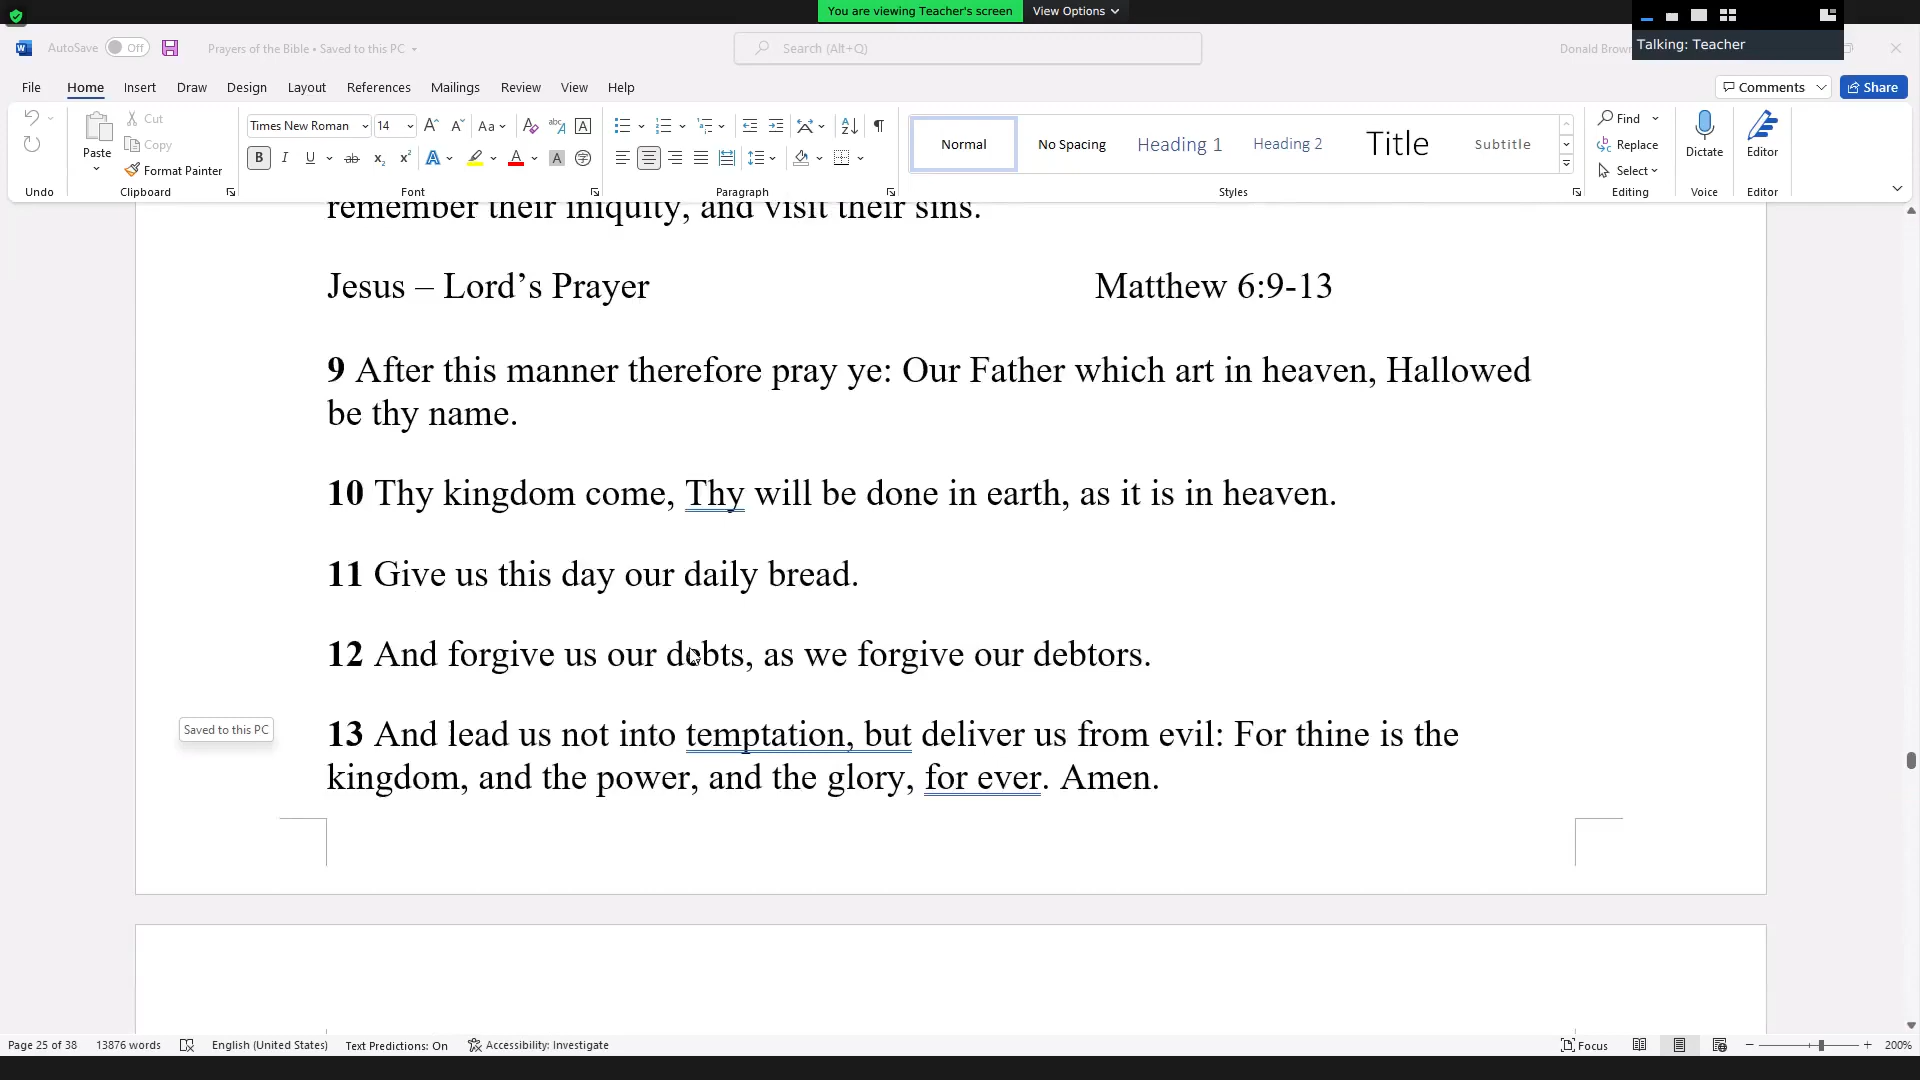 You are viewing Teacher's screen View Options
Talking: Teacher
AutoSave Off Prayers of the Bible • Saved to this PC Search (Alt+Q)
File Home Insert Draw Design Layout References Mailings Review View Help Comments Share
Times New Roman 14
Paste Cut Copy Format Painter
Normal No Spacing Heading 1 Heading 2 Title Subtitle
Find Replace Select Dictate Editor
Undo Clipboard Font Paragraph Styles Editing Voice Editor
remember their iniquity, and visit their sins.
Jesus – Lord’s Prayer Matthew 6:9-13
9 After this manner therefore pray ye: Our Father which art in heaven, Hallowed
be thy name.
10 Thy kingdom come, Thy will be done in earth, as it is in heaven.
11 Give us this day our daily bread.
12 And forgive us our debts, as we forgive our debtors.
Saved to this PC
13 And lead us not into temptation, but deliver us from evil: For thine is the
kingdom, and the power, and the glory, for ever. Amen.
Page 25 of 38 13876 words English (United States) Text Predictions: On Accessibility: Investigate Focus 200%